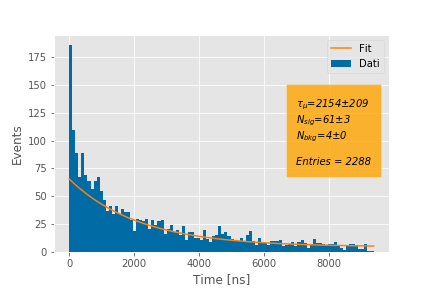 Fit
Dati
τμ=2154±209
Nsig=61±3
Nbkg=4±0
Entries = 2288
Events
175
150
125
100
75
50
25
0
0 2000 4000 6000 8000
Time [ns]